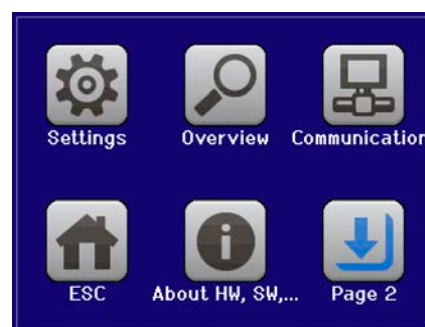 Settings
Overview
Communication
ESC
About HW, SW,...
Page 2